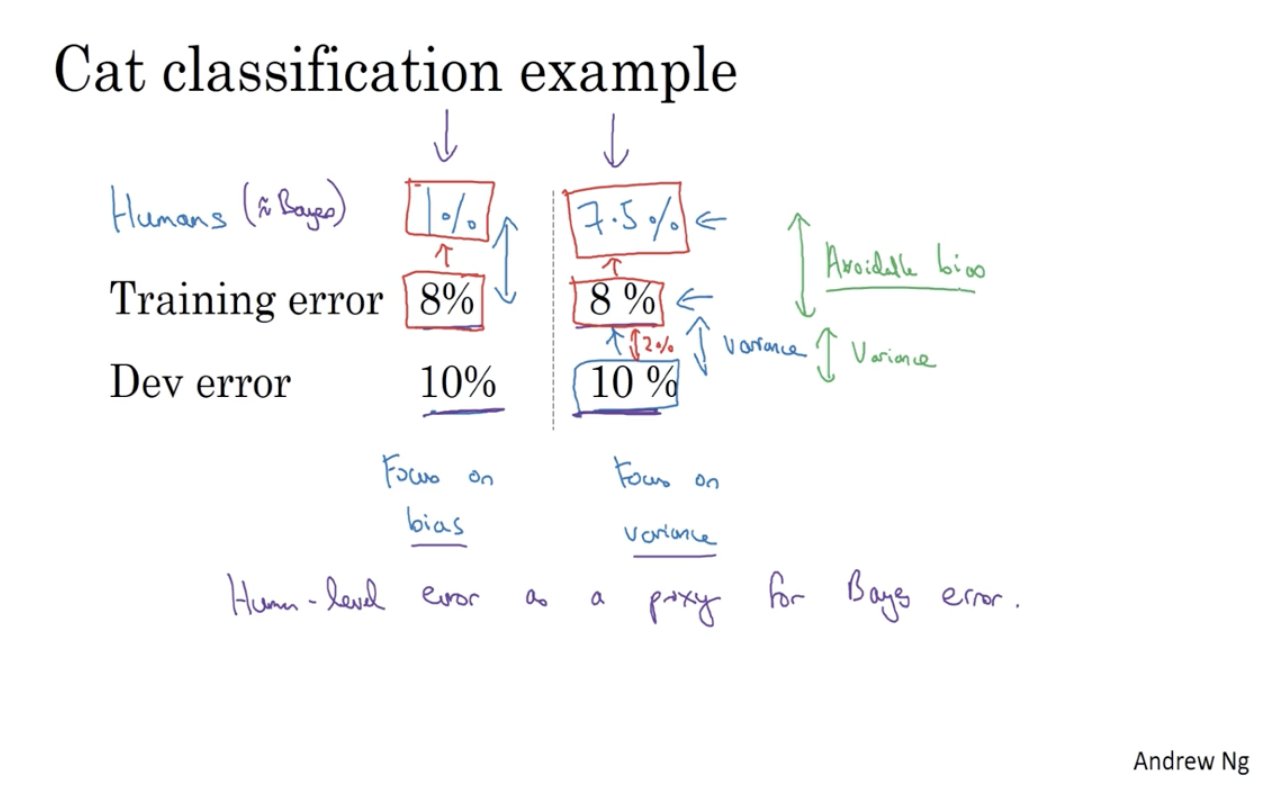 Cat classification example
Humans (≈ Bayes) 1% 7.5%
Avoidable bias
Training error 8% 8 %
2% Variance Variance
Dev error 10% 10 %
Focus on bias
Focus on variance
Human-level error as a proxy for Bayes error.
Andrew Ng